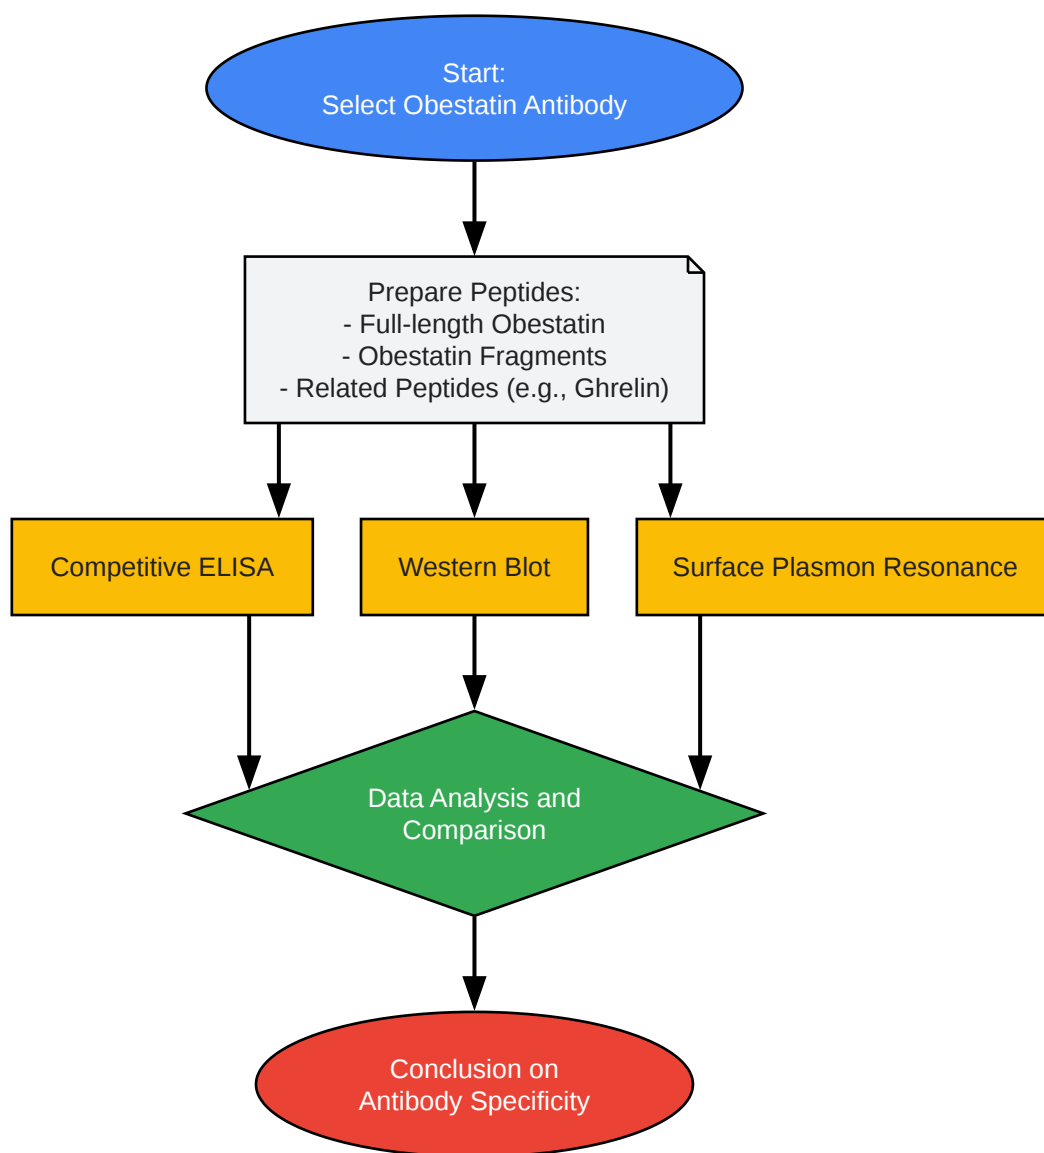 Start:
Select Obestatin Antibody
Prepare Peptides:
- Full-length Obestatin
- Obestatin Fragments
- Related Peptides (e.g., Ghrelin)
Competitive ELISA
Western Blot
Surface Plasmon Resonance
Data Analysis and
Comparison
Conclusion on
Antibody Specificity